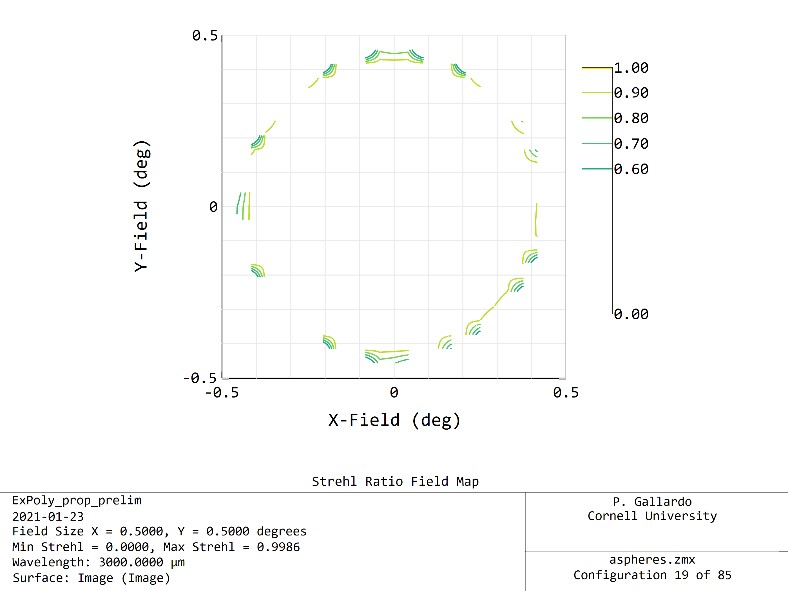 0.5
0
-0.5
-0.5
0
0.5
Y-Field (deg)
X-Field (deg)
1.00
0.90
0.80
0.70
0.60
0.00
Strehl Ratio Field Map
ExPoly_prop_prelim
2021-01-23
Field Size X = 0.5000, Y = 0.5000 degrees
Min Strehl = 0.0000, Max Strehl = 0.9986
Wavelength: 3000.0000 µm
Surface: Image (Image)
P. Gallardo
Cornell University
aspheres.zmx
Configuration 19 of 85